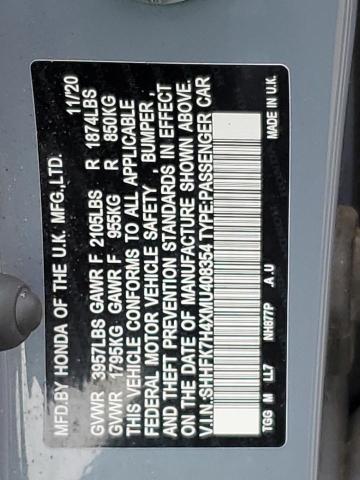 MFD.BY HONDA OF THE U.K. MFG.,LTD. 11/20
GVWR 3957LBS GAWR F 2105LBS R 1874LBS
GVWR 1795KG GAWR F 955KG R 850KG
THIS VEHICLE CONFORMS TO ALL APPLICABLE
FEDERAL MOTOR VEHICLE SAFETY , BUMPER ,
AND THEFT PREVENTION STANDARDS IN EFFECT
ON THE DATE OF MANUFACTURE SHOWN ABOVE.
V.I.N.:SHHFK7H4XMU408354 TYPE:PASSENGER CAR
NH877P .A .U MADE IN U.K.
TGG M LL7